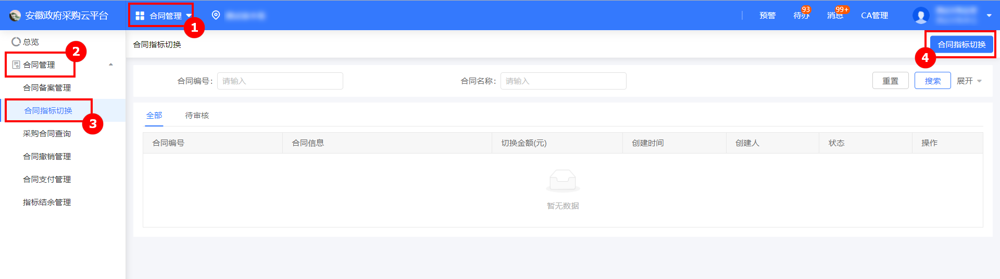 安徽政府采购云平台
合同管理
1
预警
待办
93
消息
99+
CA管理
总览
2
合同管理
合同备案管理
合同指标切换
3
采购合同查询
合同撤销管理
合同支付管理
指标结余管理
合同指标切换
合同指标切换
4
合同编号: 请输入
合同名称: 请输入
重置
搜索
展开
全部
待审核
合同编号 合同信息 切换金额(元) 创建时间 创建人 状态 操作
暂无数据